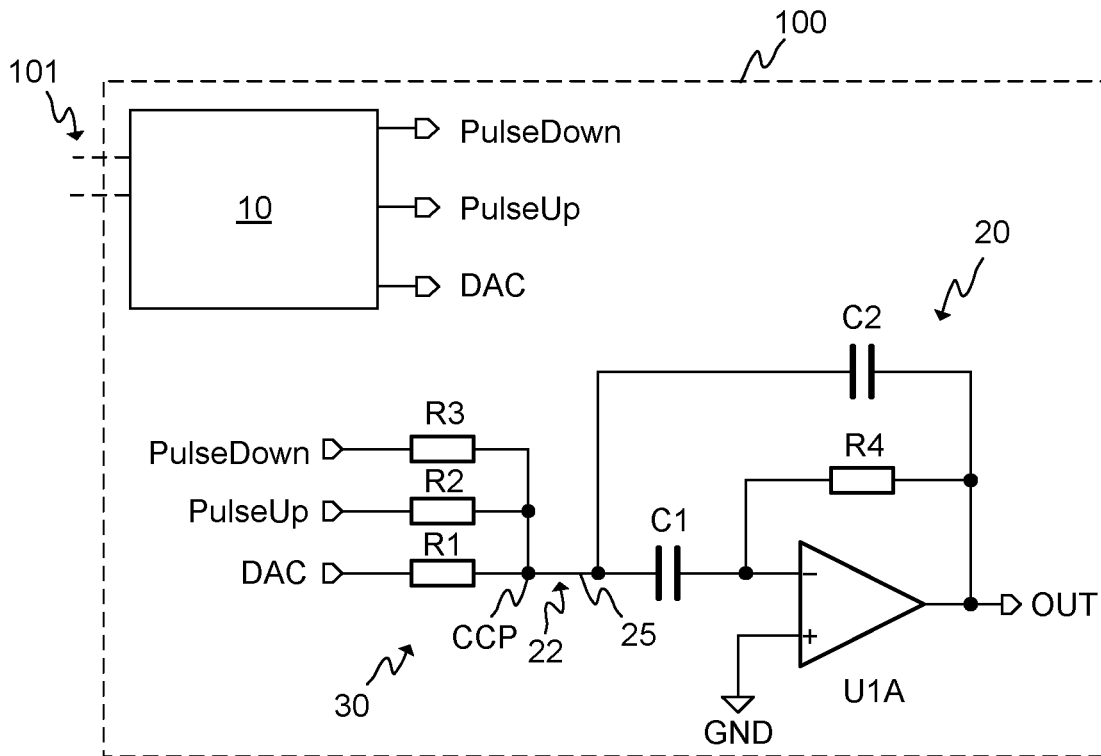 100
101
PulseDown
10
PulseUp
DAC
20
C2
R3
PulseDown
R4
R2
PulseUp
C1
R1
DAC
−
OUT
CCP
22
25
+
30
U1A
GND